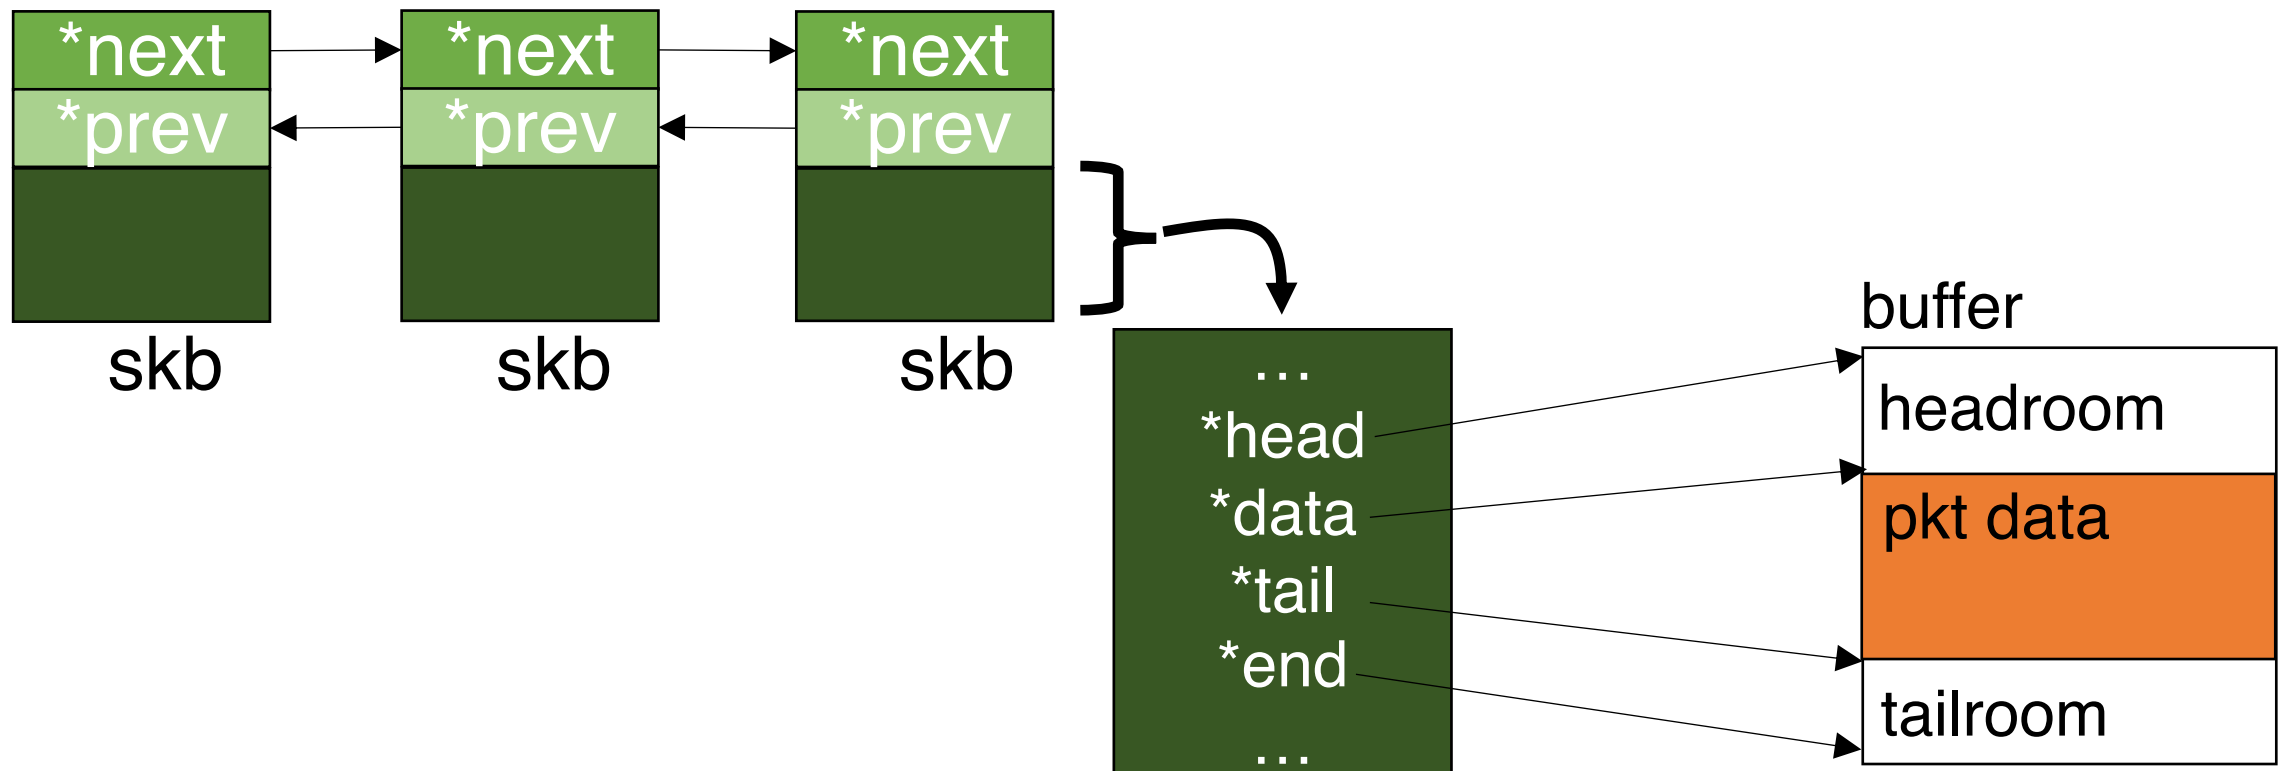 *next
*prev
skb
*next
*prev
skb
*next
*prev
skb
...
*head
*data
*tail
*end
...
buffer
headroom
pkt data
tailroom